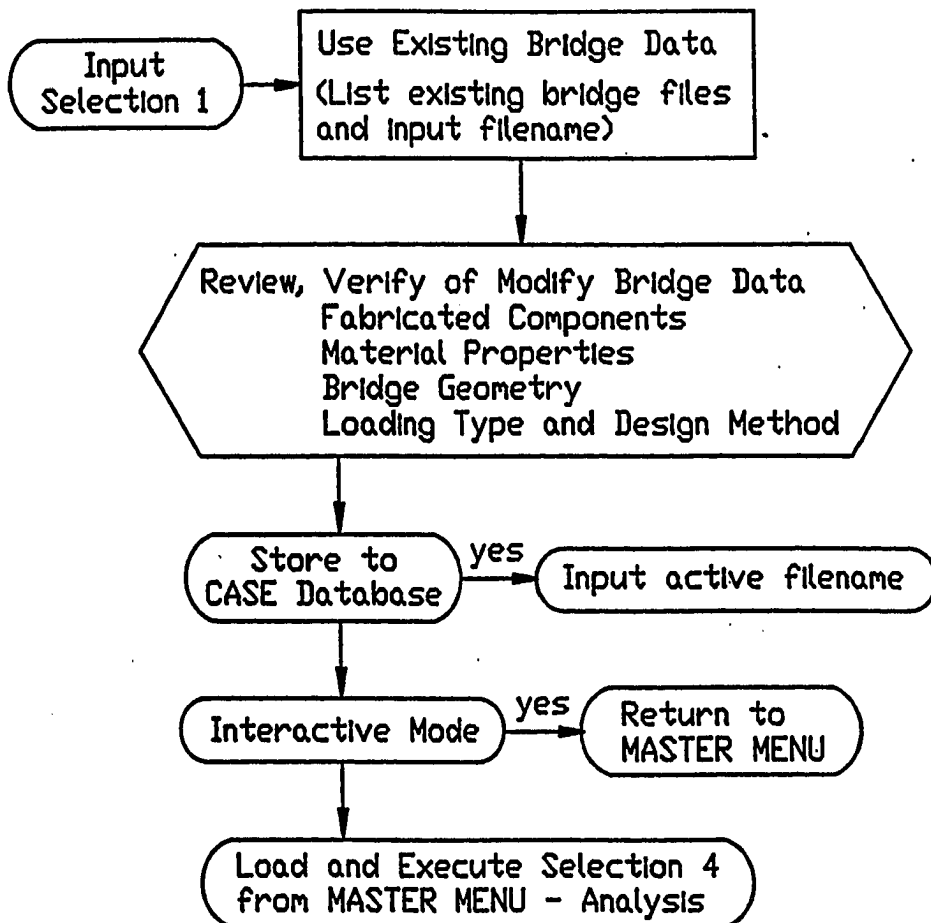 Input
Selection 1
Use Existing Bridge Data
(List existing bridge files
and input filename)
Review, Verify of Modify Bridge Data
Fabricated Components
Material Properties
Bridge Geometry
Loading Type and Design Method
Store to
CASE Database
yes
Input active filename
Interactive Mode
yes
Return to
MASTER MENU
Load and Execute Selection 4
from MASTER MENU - Analysis